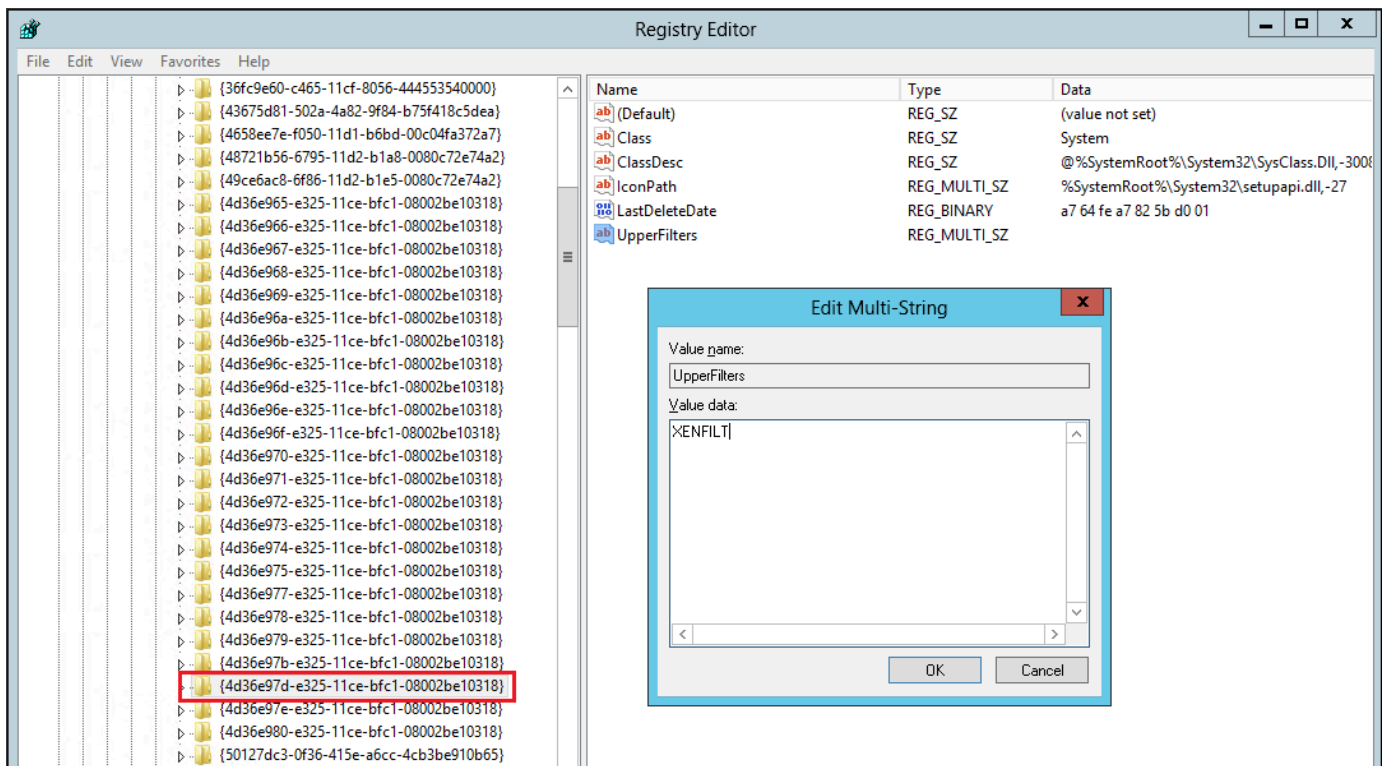 Registry Editor
File Edit View Favorites Help
{36fc9e60-c465-11cf-8056-444553540000}
{43675d81-502a-4a82-9f84-b75f418c5dea}
{4658ee7e-f050-11d1-b6bd-00c04fa372a7}
{48721b56-6795-11d2-b1a8-0080c72e74a2}
{49ce6ac8-6f86-11d2-b1e5-0080c72e74a2}
{4d36e965-e325-11ce-bfc1-08002be10318}
{4d36e966-e325-11ce-bfc1-08002be10318}
{4d36e967-e325-11ce-bfc1-08002be10318}
{4d36e968-e325-11ce-bfc1-08002be10318}
{4d36e969-e325-11ce-bfc1-08002be10318}
{4d36e96a-e325-11ce-bfc1-08002be10318}
{4d36e96b-e325-11ce-bfc1-08002be10318}
{4d36e96c-e325-11ce-bfc1-08002be10318}
{4d36e96d-e325-11ce-bfc1-08002be10318}
{4d36e96e-e325-11ce-bfc1-08002be10318}
{4d36e96f-e325-11ce-bfc1-08002be10318}
{4d36e970-e325-11ce-bfc1-08002be10318}
{4d36e971-e325-11ce-bfc1-08002be10318}
{4d36e972-e325-11ce-bfc1-08002be10318}
{4d36e973-e325-11ce-bfc1-08002be10318}
{4d36e974-e325-11ce-bfc1-08002be10318}
{4d36e975-e325-11ce-bfc1-08002be10318}
{4d36e977-e325-11ce-bfc1-08002be10318}
{4d36e978-e325-11ce-bfc1-08002be10318}
{4d36e979-e325-11ce-bfc1-08002be10318}
{4d36e97b-e325-11ce-bfc1-08002be10318}
{4d36e97d-e325-11ce-bfc1-08002be10318}
{4d36e97e-e325-11ce-bfc1-08002be10318}
{4d36e980-e325-11ce-bfc1-08002be10318}
{50127dc3-0f36-415e-a6cc-4cb3be910b65}
Name Type Data
(Default) REG_SZ (value not set)
Class REG_SZ System
ClassDesc REG_SZ @%SystemRoot%\System32\SysClass.Dll,-3008
IconPath REG_MULTI_SZ %SystemRoot%\System32\setupapi.dll,-27
LastDeleteDate REG_BINARY a7 64 fe a7 82 5b d0 01
UpperFilters REG_MULTI_SZ
Edit Multi-String
Value name:
UpperFilters
Value data:
XENFILT
OK Cancel